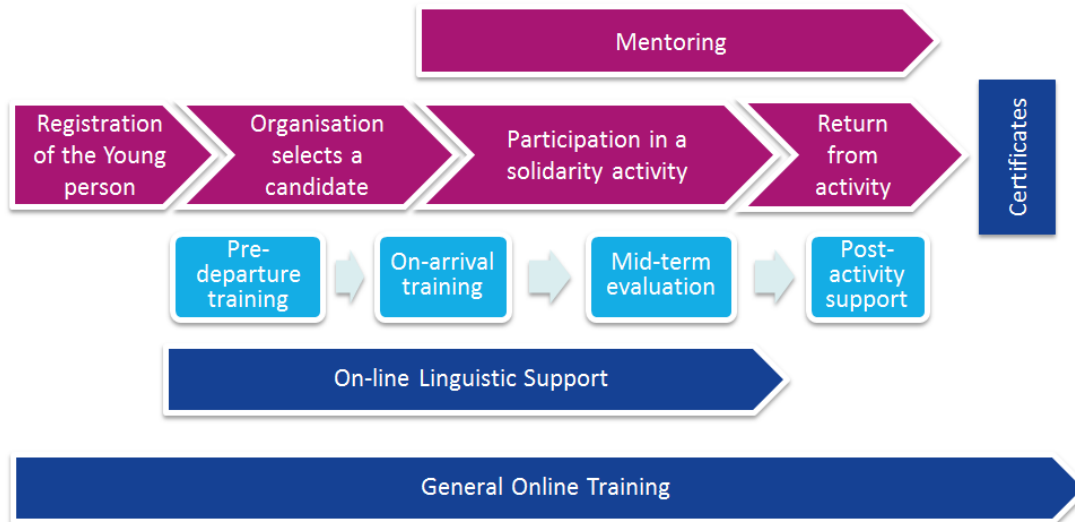 Mentoring
Registration
of the Young
person
Organisation
selects a
candidate
Participation in a
solidarity activity
Return
from
activity
Certificates
Pre-
departure
training
On-arrival
training
Mid-term
evaluation
Post-
activity
support
On-line Linguistic Support
General Online Training